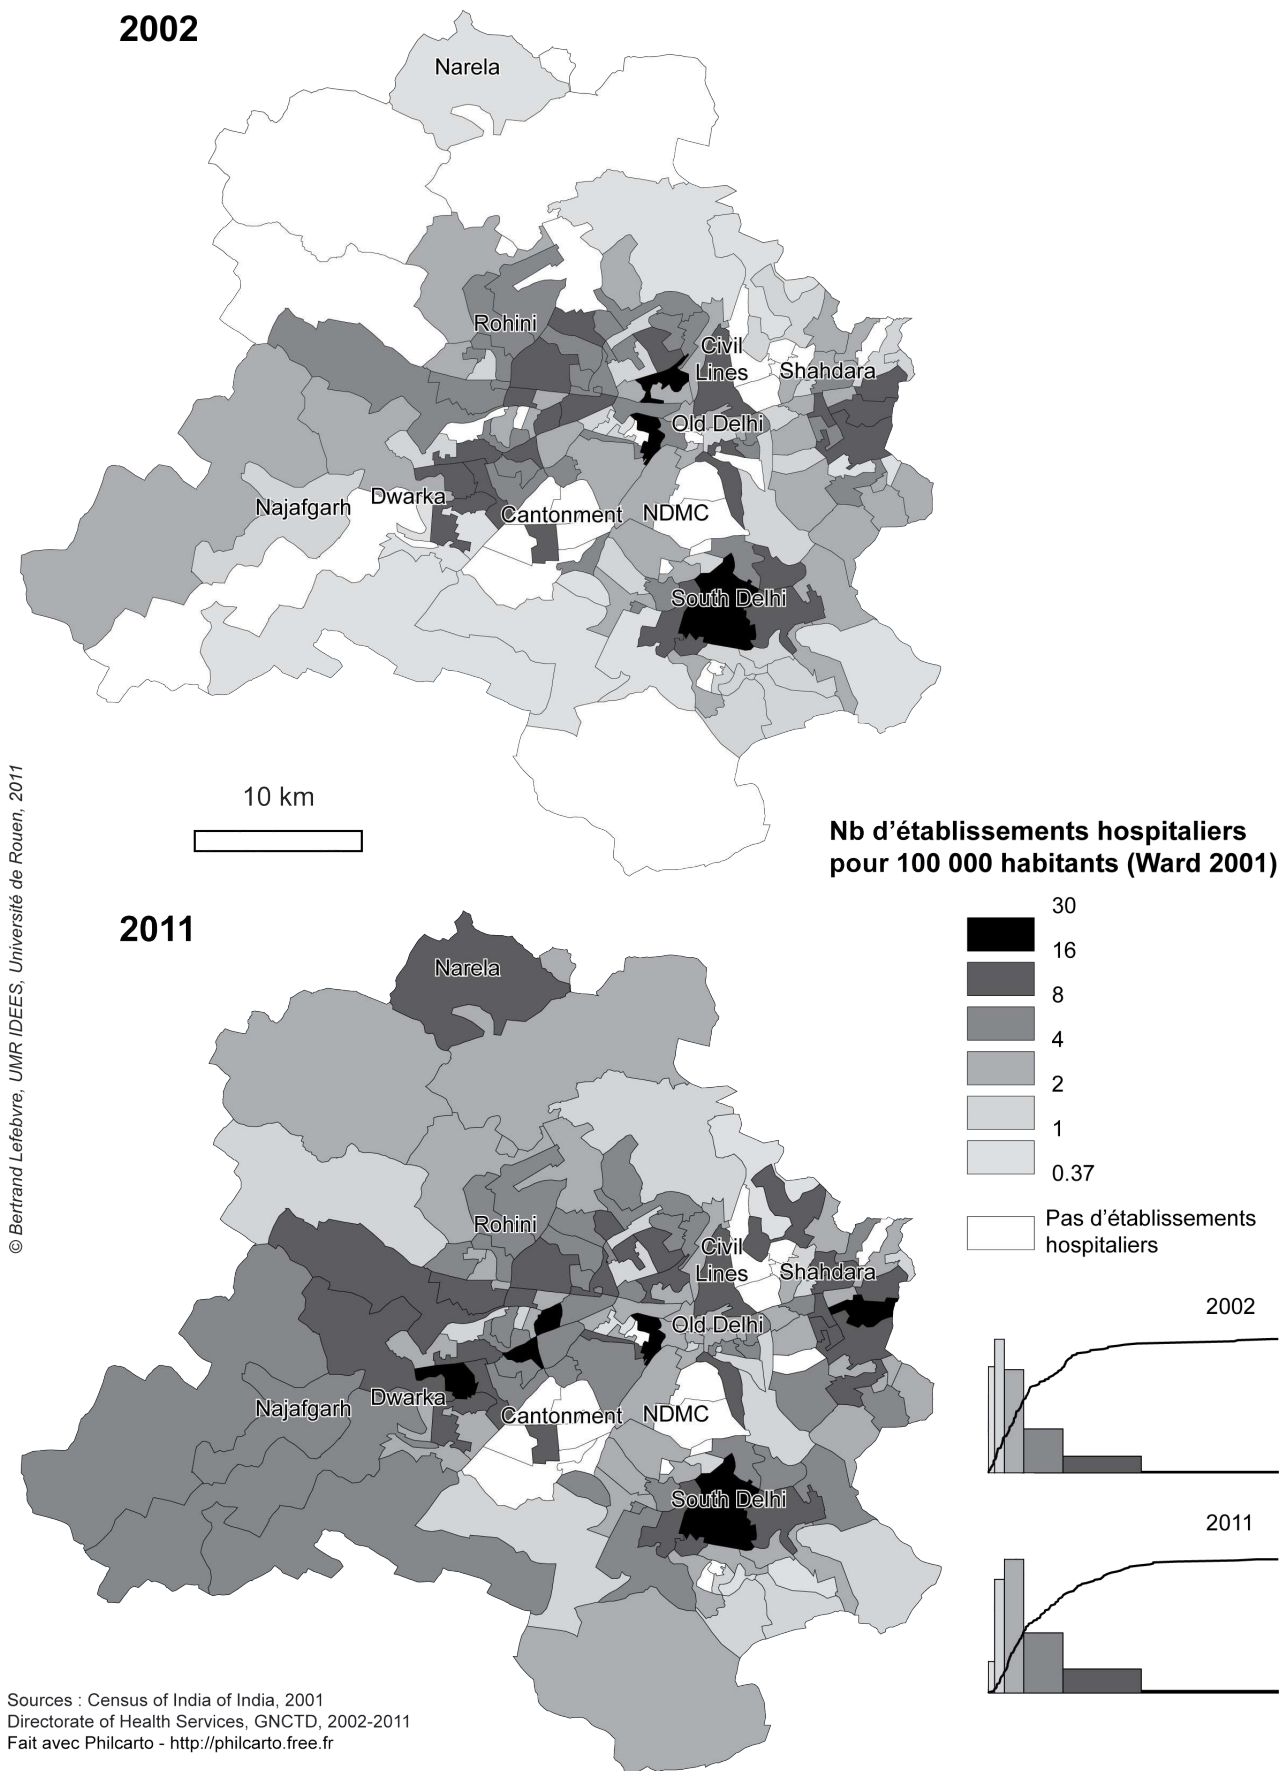 2002
Narela
Rohini
Civil
Lines
Shahdara
Old Delhi
Dwarka
Najafgarh
Cantonment
NDMC
South Delhi
10 km
© Bertrand Lefebvre, UMR IDEES, Université de Rouen, 2011
Nb d'établissements hospitaliers
pour 100 000 habitants (Ward 2001)
30
16
8
4
2
1
0.37
Pas d'établissements
hospitaliers
2002
2011
2011
Narela
Rohini
Civil
Lines
Shahdara
Old Delhi
Dwarka
Najafgarh
Cantonment
NDMC
South Delhi
Sources : Census of India of India, 2001
Directorate of Health Services, GNCTD, 2002-2011
Fait avec Philcarto - http://philcarto.free.fr